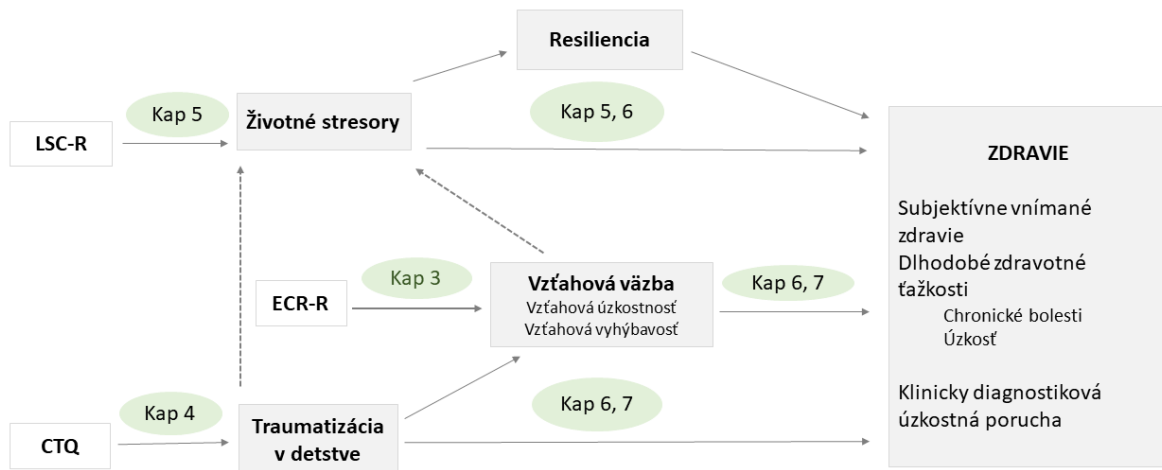 Resiliencia
Kap 5
Životné stresory
Kap 5, 6
LSC-R
ZDRAVIE
Subjektívne vnímané
zdravie
Dlhodobé zdravotné
ťažkosti
Chronické bolesti
Úzkosť
Klinicky diagnostiková
úzkostná porucha
Kap 3
Vzťahová väzba
Vzťahová úzkostnosť
Vzťahová vyhýbavosť
Kap 6, 7
ECR-R
Kap 4
Traumatizácia
v detstve
Kap 6, 7
CTQ